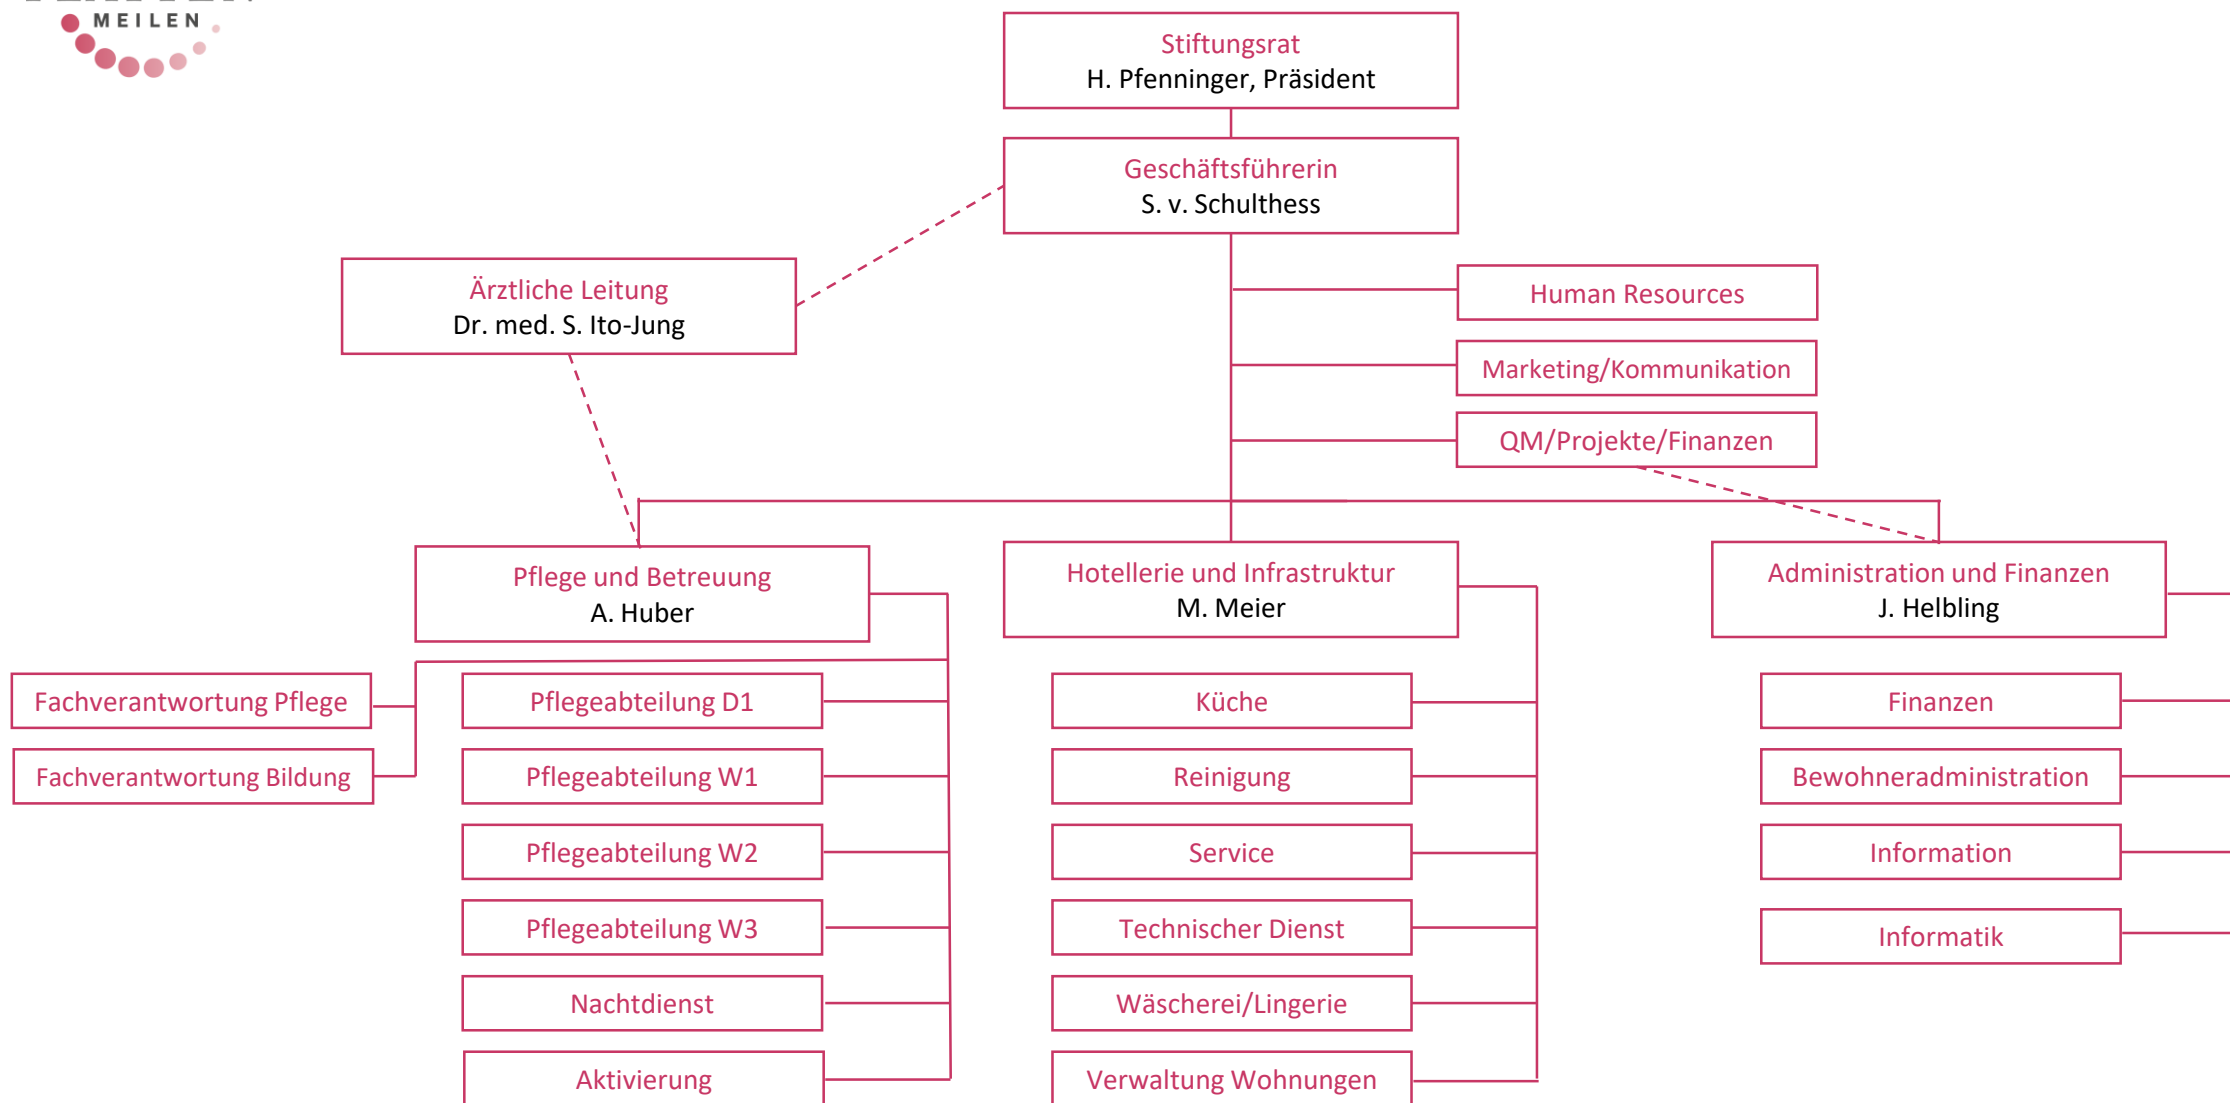 MEILEN
Stiftungsrat
H. Pfenninger, Präsident
Geschäftsführerin
S. v. Schulthess
Ärztliche Leitung
Dr. med. S. Ito-Jung
Human Resources
Marketing/Kommunikation
QM/Projekte/Finanzen
Pflege und Betreuung
A. Huber
Hotellerie und Infrastruktur
M. Meier
Administration und Finanzen
J. Helbling
Fachverantwortung Pflege
Fachverantwortung Bildung
Pflegeabteilung D1
Pflegeabteilung W1
Pflegeabteilung W2
Pflegeabteilung W3
Nachtdienst
Aktivierung
Küche
Reinigung
Service
Technischer Dienst
Wäscherei/Lingerie
Verwaltung Wohnungen
Finanzen
Bewohneradministration
Information
Informatik